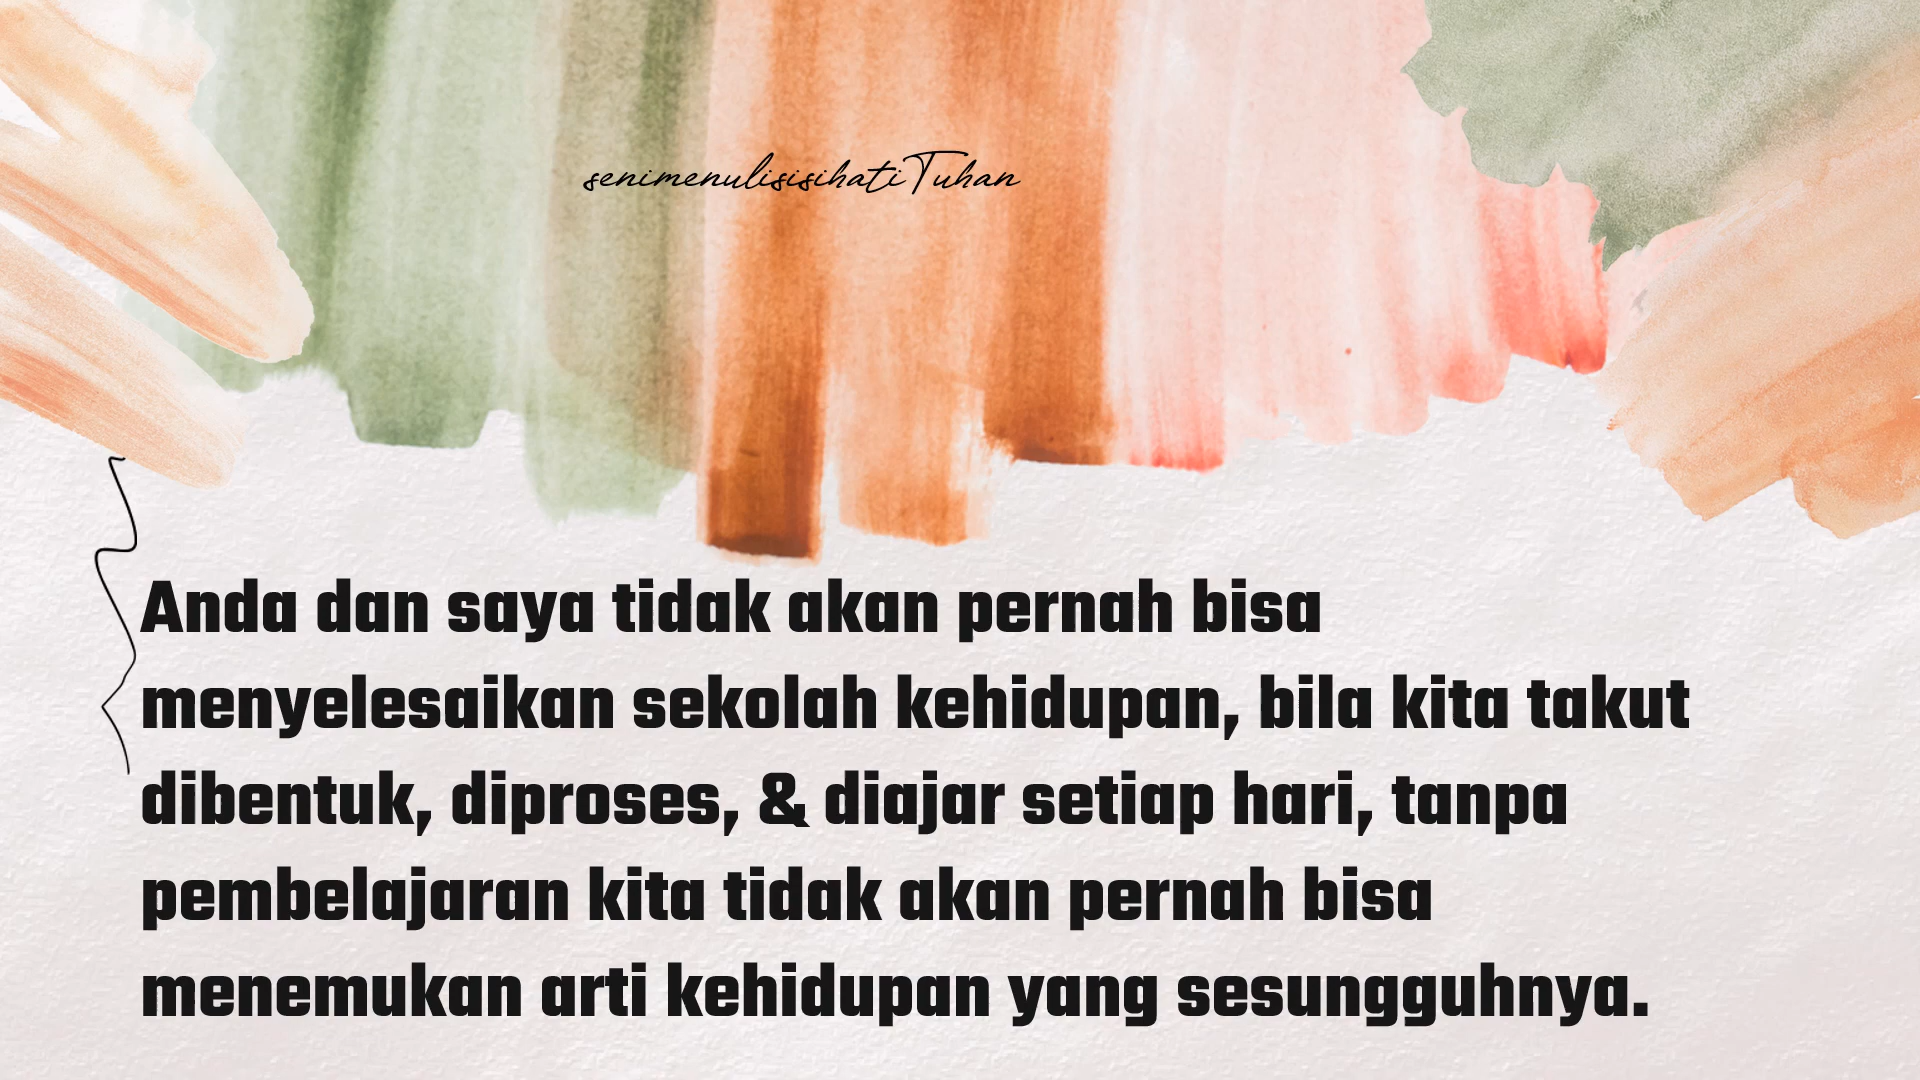 senimenulisisihatiTuhan
Anda dan saya tidak akan pernah bisa
menyelesaikan sekolah kehidupan, bila kita takut
dibentuk, diproses, & diajar setiap hari, tanpa
pembelajaran kita tidak akan pernah bisa
menemukan arti kehidupan yang sesungguhnya.